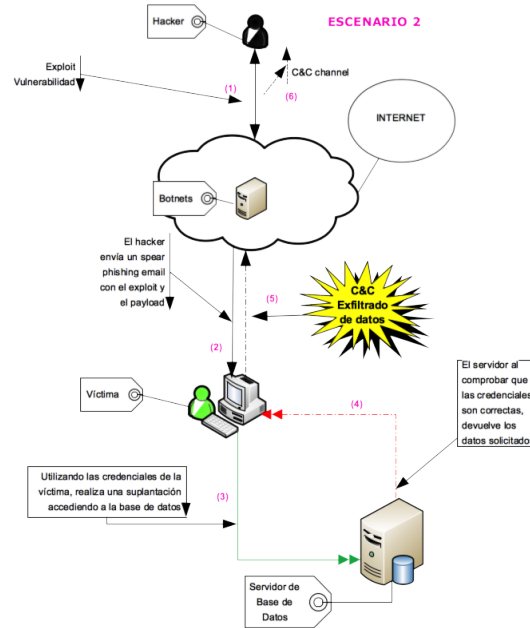 ESCENARIO 2
Hacker
Exploit
Vulnerabilidad
(1)
(6)
C&C channel
INTERNET
Botnets
El hacker
envía un spear
phishing email
con el exploit y
el payload
(5)
C&C
Exfiltrado
de datos
(2)
Víctima
(4)
El servidor al
comprobar que
las credenciales
son correctas,
devuelve los
datos solicitado
Utilizando las credenciales de la
víctima, realiza una suplantación
accediendo a la base de datos
(3)
Servidor de
Base de
Datos